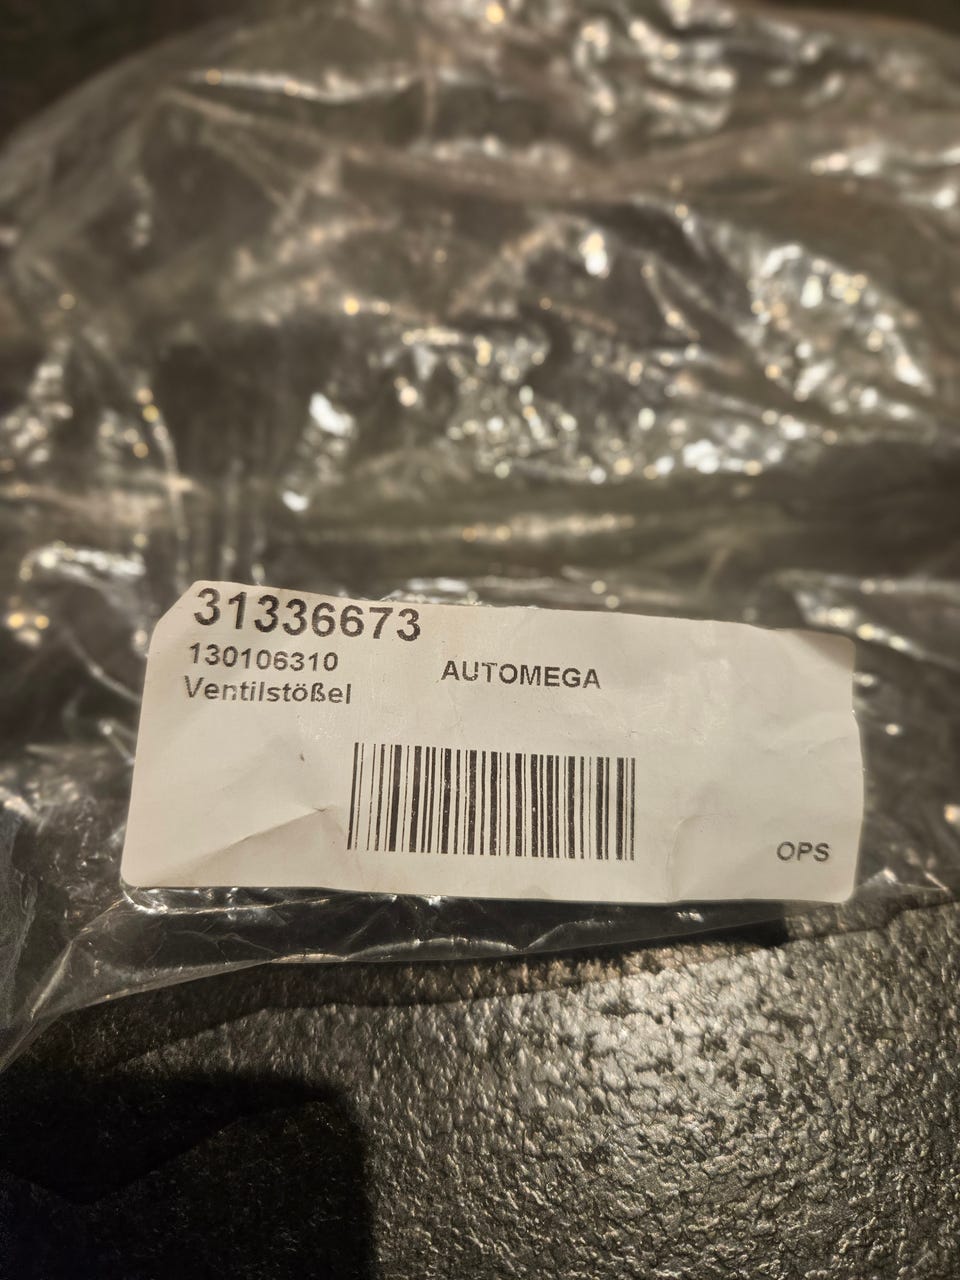 31336673
130106310
AUTOMEGA
Ventilstößel
OPS